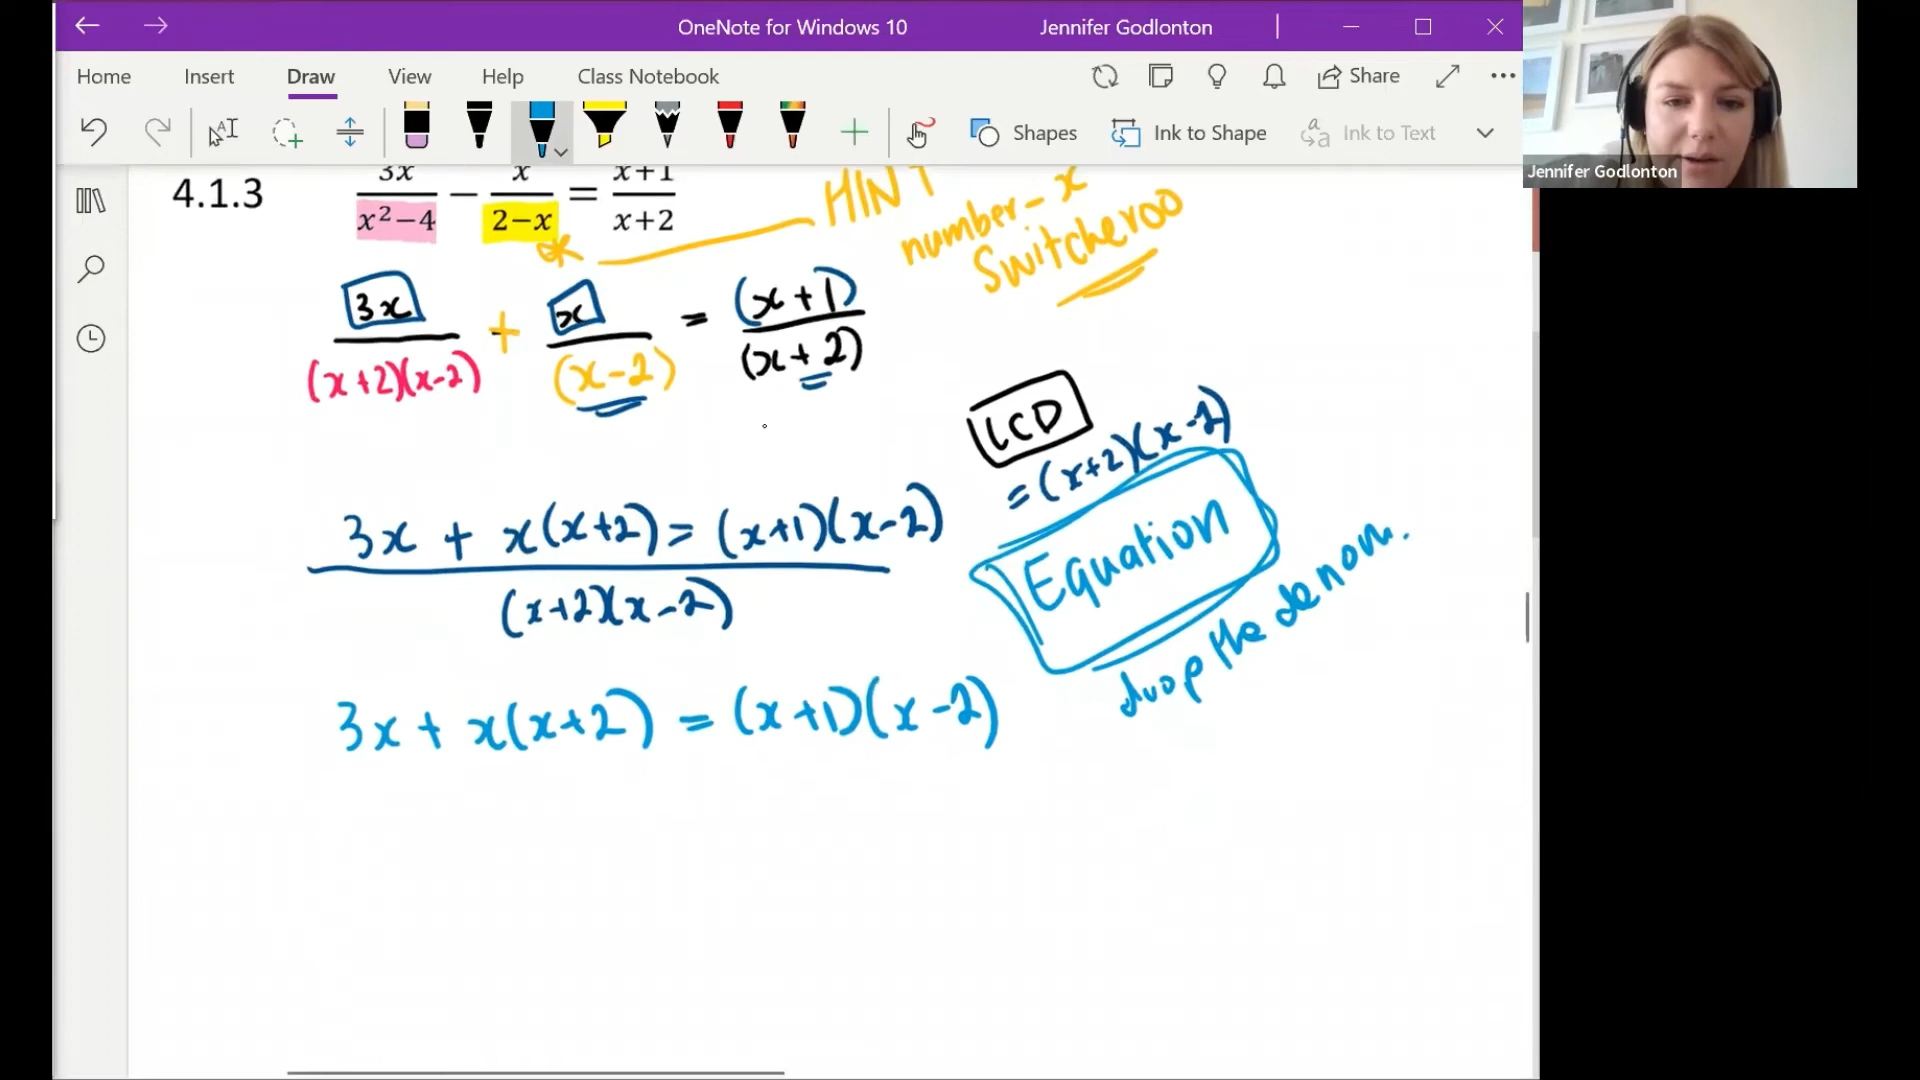 OneNote for Windows 10
Jennifer Godlonton
Home Insert Draw View Help Class Notebook
Share
Shapes Ink to Shape Ink to Text
Jennifer Godlonton
4.1.3 3x/(x²−4) − x/(2−x) = (x+1)/(x+2)
HINT
number - x
Switcheroo
3x/((x+2)(x-2)) + x/(x-2) = (x+1)/(x+2)
LCD
= (x+2)(x-2)
3x + x(x+2) = (x+1)(x-2)
(x+2)(x-2)
Equation
drop the denom.
3x + x(x+2) = (x+1)(x-2)